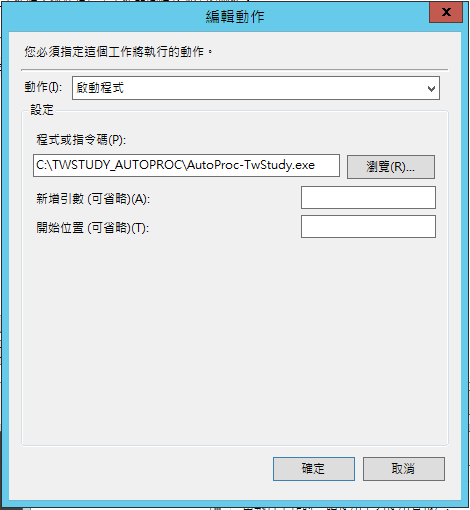 編輯動作
您必須指定這個工作將執行的動作。
動作(I):
啟動程式
設定
程式或指令碼(P):
C:\TWSTUDY_AUTOPROC\AutoProc-TwStudy.exe
瀏覽(R)...
新增引數 (可省略)(A):
開始位置 (可省略)(T):
確定
取消